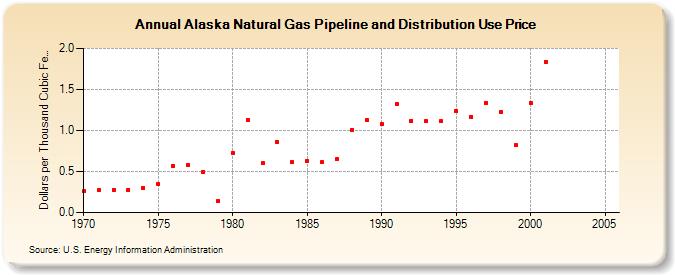 Annual Alaska Natural Gas Pipeline and Distribution Use Price
Dollars per Thousand Cubic Fe...
2.0
1.5
1.0
0.5
0.0
1970 1975 1980 1985 1990 1995 2000 2005
Source: U.S. Energy Information Administration